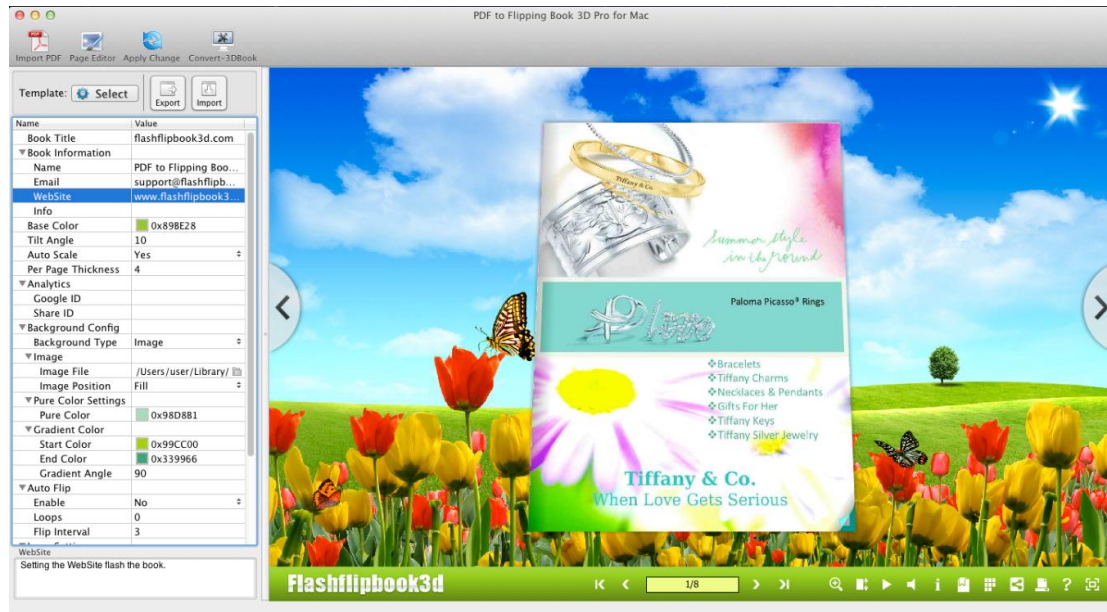 PDF to Flipping Book 3D Pro for Mac
Import PDF Page Editor Apply Change Convert-3DBook
Template: Select Export Import
Name Value
Book Title flashflipbook3d.com
Book Information
Name PDF to Flipping Boo...
Email support@flashflipb...
WebSite www.flashflipbook3...
Info
Base Color 0x89BE28
Tilt Angle 10
Auto Scale Yes
Per Page Thickness 4
Analytics
Google ID
Share ID
Background Config
Background Type Image
Image
Image File /Users/user/Library/
Image Position Fill
Pure Color Settings
Pure Color 0x98D8B1
Gradient Color
Start Color 0x99CC00
End Color 0x339966
Gradient Angle 90
Auto Flip
Enable No
Loops 0
Flip Interval 3
WebSite
Setting the WebSite flash the book.
Tiffany & Co.
Summer style
in the round
Paloma Picasso® Rings
Bracelets
Tiffany Charms
Necklaces & Pendants
Gifts For Her
Tiffany Keys
Tiffany Silver Jewelry
Tiffany & Co.
When Love Gets Serious
Flashflipbook3d
1/8